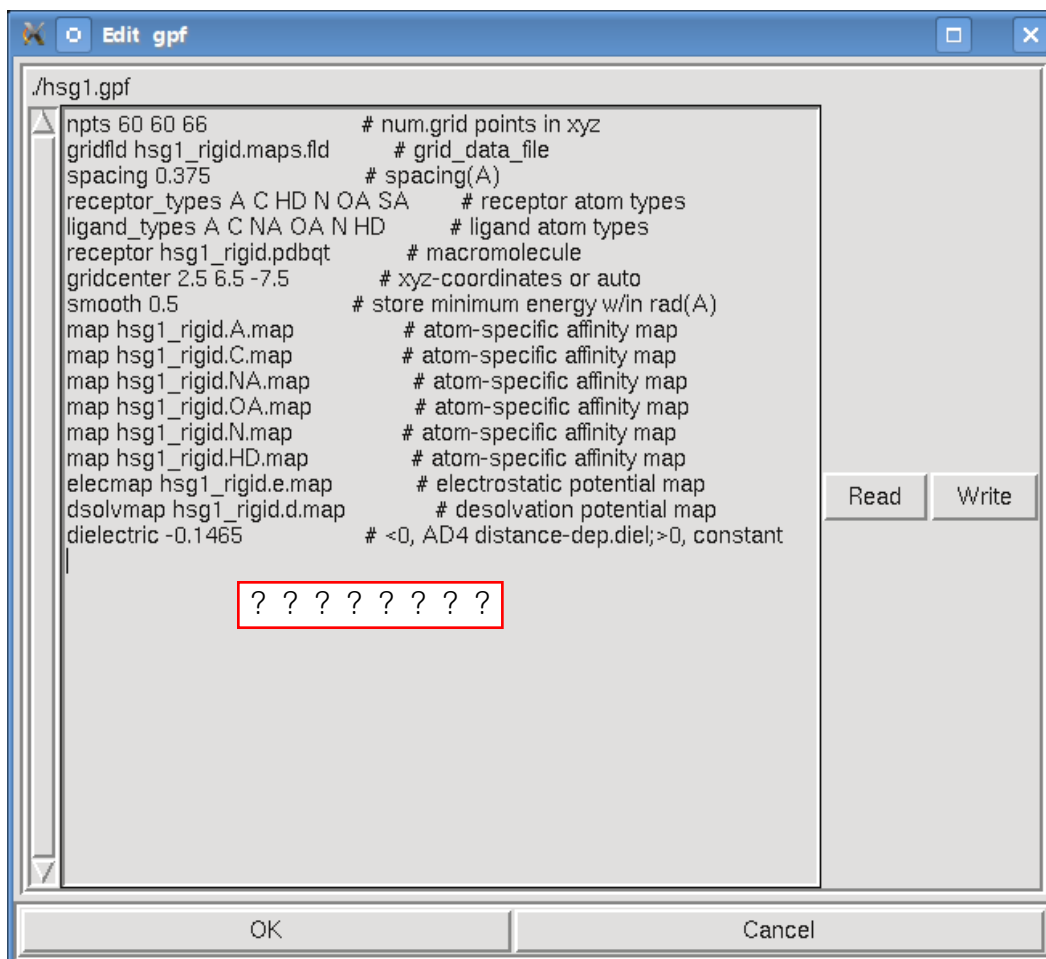 Edit gpf
./hsg1.gpf
npts 60 60 66 # num.grid points in xyz
gridfld hsg1_rigid.maps.fld # grid_data_file
spacing 0.375 # spacing(A)
receptor_types A C HD N OA SA # receptor atom types
ligand_types A C NA OA N HD # ligand atom types
receptor hsg1_rigid.pdbqt # macromolecule
gridcenter 2.5 6.5 -7.5 # xyz-coordinates or auto
smooth 0.5 # store minimum energy w/in rad(A)
map hsg1_rigid.A.map # atom-specific affinity map
map hsg1_rigid.C.map # atom-specific affinity map
map hsg1_rigid.NA.map # atom-specific affinity map
map hsg1_rigid.OA.map # atom-specific affinity map
map hsg1_rigid.N.map # atom-specific affinity map
map hsg1_rigid.HD.map # atom-specific affinity map
elecmap hsg1_rigid.e.map # electrostatic potential map
dsolvmap hsg1_rigid.d.map # desolvation potential map
dielectric -0.1465 # <0, AD4 distance-dep.diel;>0, constant
? ? ? ? ? ? ? ?
Read Write
OK Cancel